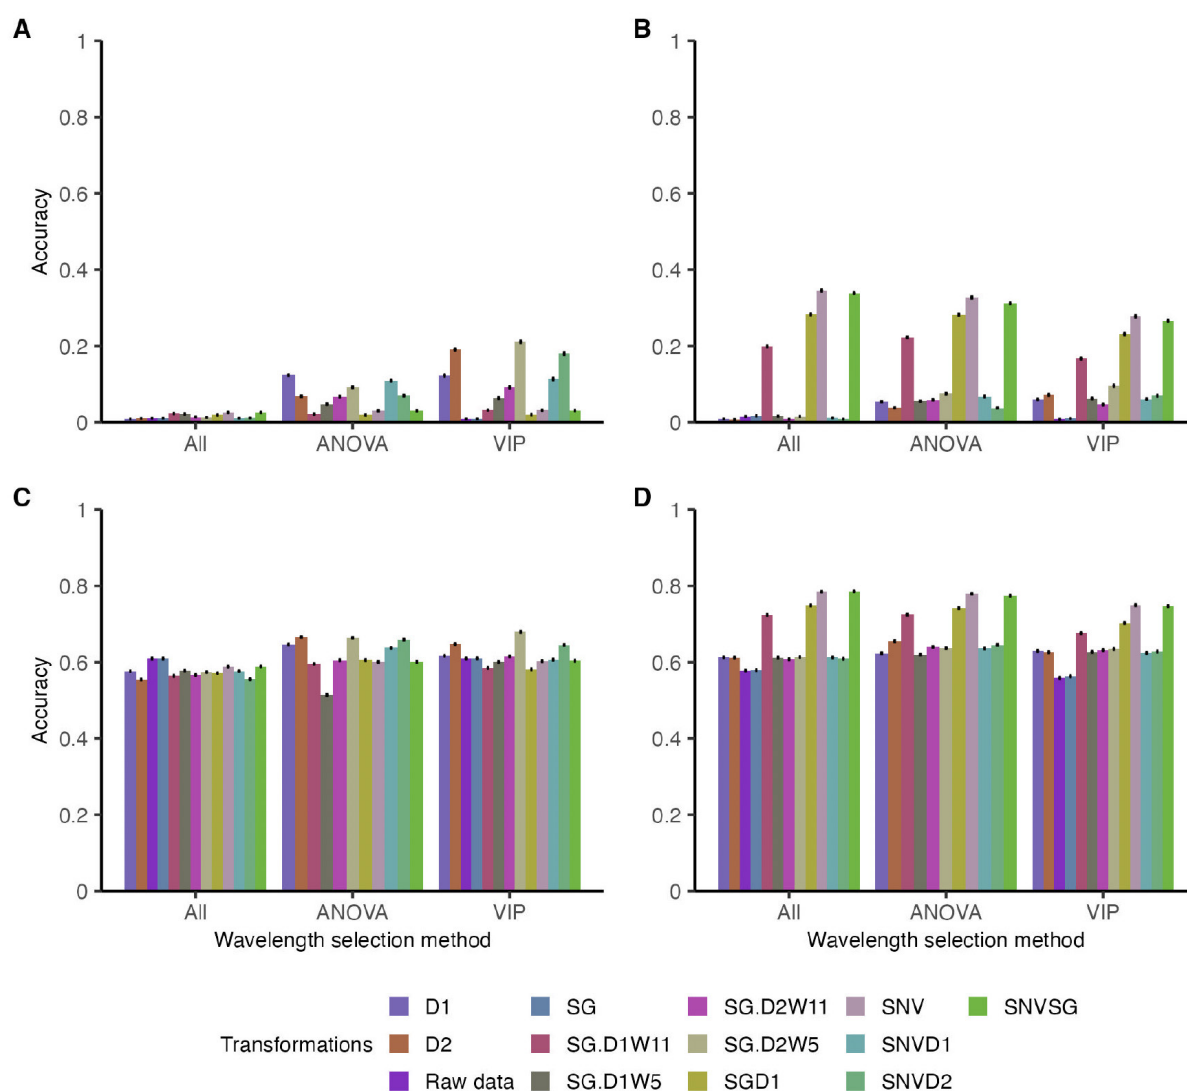 A
B
1
0.8
0.6
0.4
0.2
0
Accuracy
All
ANOVA
VIP
1
0.8
0.6
0.4
0.2
0
All
ANOVA
VIP
C
D
1
0.8
0.6
0.4
0.2
0
Accuracy
All
ANOVA
VIP
Wavelength selection method
1
0.8
0.6
0.4
0.2
0
All
ANOVA
VIP
Wavelength selection method
Transformations
D1
SG
SG.D2W11
SNV
SNVSG
D2
SG.D1W11
SG.D2W5
SNVD1
Raw data
SG.D1W5
SGD1
SNVD2